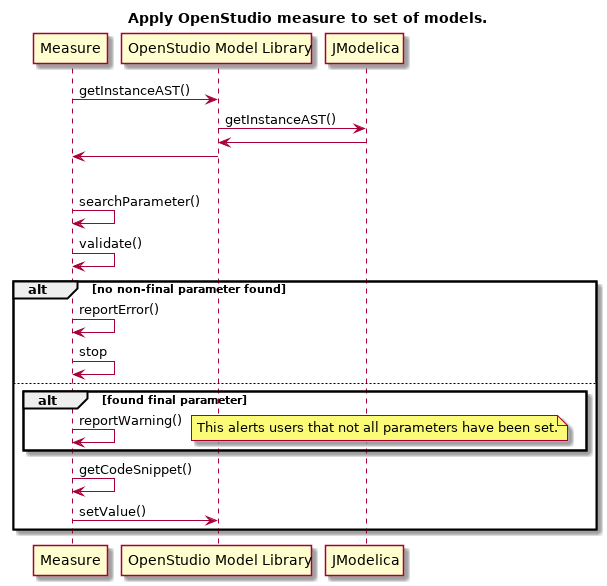 Apply OpenStudio measure to set of models.
Measure
OpenStudio Model Library
JModelica
getInstanceAST()
getInstanceAST()
searchParameter()
validate()
alt
[no non-final parameter found]
reportError()
stop
alt
[found final parameter]
reportWarning()
This alerts users that not all parameters have been set.
getCodeSnippet()
setValue()
Measure
OpenStudio Model Library
JModelica